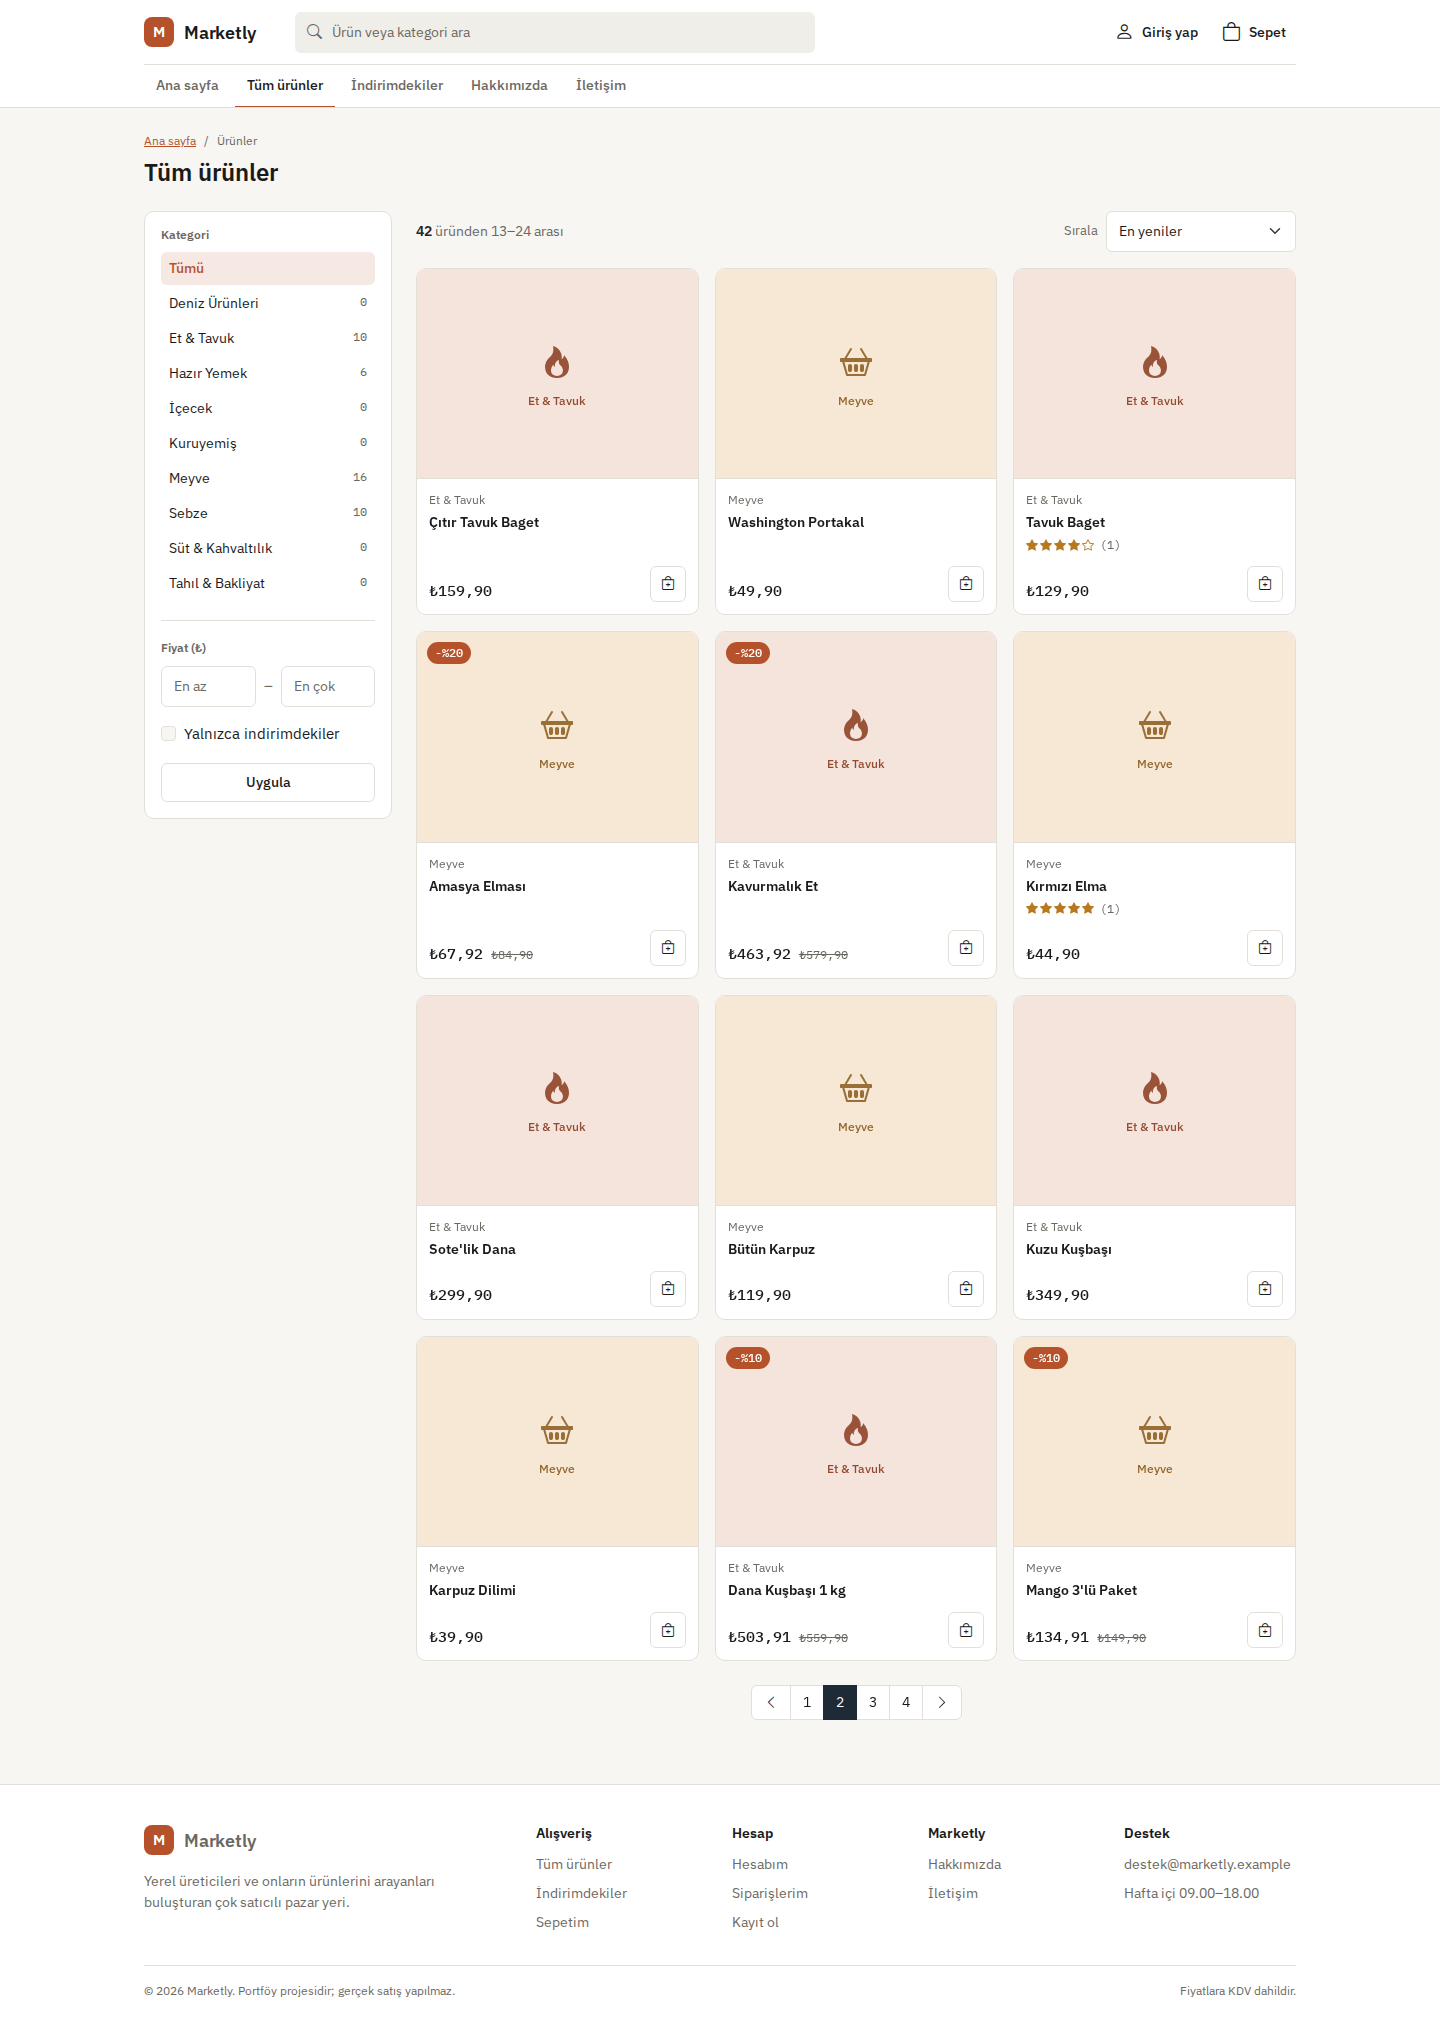 M Marketly
Ürün veya kategori ara
Giriş yap
Sepet
Ana sayfa
Tüm ürünler
İndirimdekiler
Hakkımızda
İletişim
Ana sayfa / Ürünler
Tüm ürünler
Kategori
Tümü
Deniz Ürünleri 0
Et & Tavuk 10
Hazır Yemek 6
İçecek 0
Kuruyemiş 0
Meyve 16
Sebze 10
Süt & Kahvaltılık 0
Tahıl & Bakliyat 0
Fiyat (₺)
En az – En çok
Yalnızca indirimdekiler
Uygula
42 üründen 13–24 arası
Sırala En yeniler
Et & Tavuk
Et & Tavuk
Çıtır Tavuk Baget
₺159,90
Meyve
Meyve
Washington Portakal
₺49,90
Et & Tavuk
Et & Tavuk
Tavuk Baget
(1)
₺129,90
-%20
Meyve
Meyve
Amasya Elması
₺67,92 ₺84,90
-%20
Et & Tavuk
Et & Tavuk
Kavurmalık Et
₺463,92 ₺579,90
Meyve
Meyve
Kırmızı Elma
(1)
₺44,90
Et & Tavuk
Et & Tavuk
Sote'lik Dana
₺299,90
Meyve
Meyve
Bütün Karpuz
₺119,90
Et & Tavuk
Et & Tavuk
Kuzu Kuşbaşı
₺349,90
Meyve
Meyve
Karpuz Dilimi
₺39,90
-%10
Et & Tavuk
Et & Tavuk
Dana Kuşbaşı 1 kg
₺503,91 ₺559,90
-%10
Meyve
Meyve
Mango 3'lü Paket
₺134,91 ₺149,90
1 2 3 4
M Marketly
Yerel üreticileri ve onların ürünlerini arayanları
buluşturan çok satıcılı pazar yeri.
Alışveriş
Tüm ürünler
İndirimdekiler
Sepetim
Hesap
Hesabım
Siparişlerim
Kayıt ol
Marketly
Hakkımızda
İletişim
Destek
destek@marketly.example
Hafta içi 09.00–18.00
© 2026 Marketly. Portföy projesidir; gerçek satış yapılmaz.
Fiyatlara KDV dahildir.